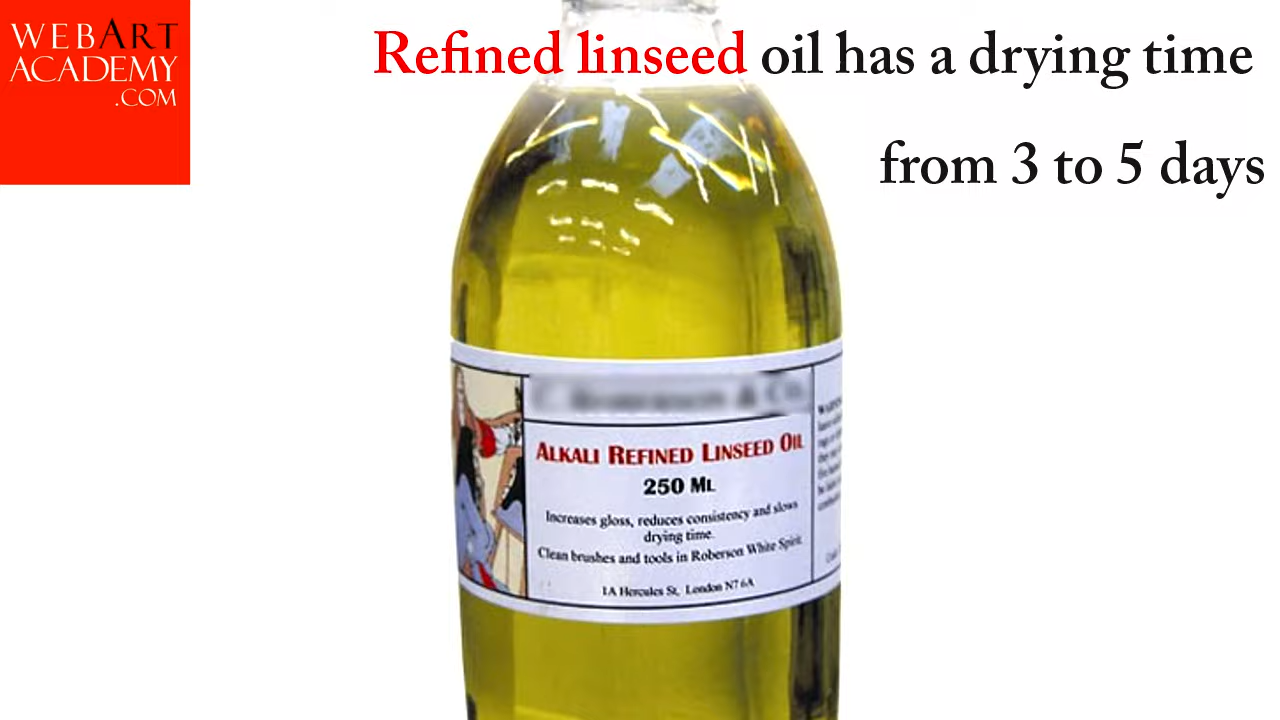 WEBART
ACADEMY
.COM
Refined linseed oil has a drying time
from 3 to 5 days
ALKALI REFINED LINSEED OIL
250 ML
Increases gloss, reduces consistency and slows
drying time.
Clean brushes and tools in Roberson White Spirit.
1A Hercules St, London N7 6A